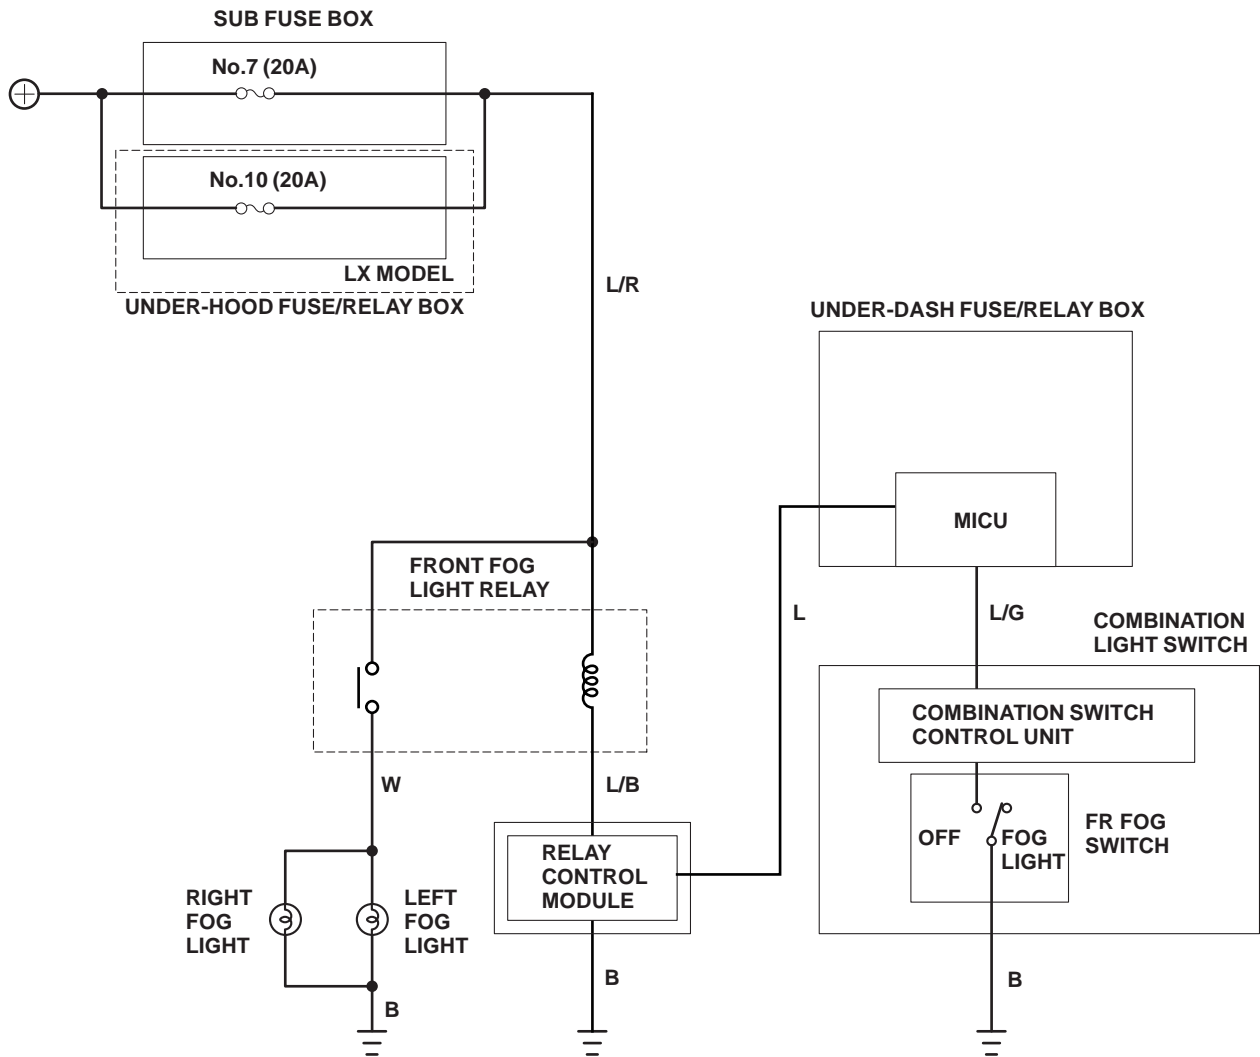 SUB FUSE BOX
No.7 (20A)
No.10 (20A)
LX MODEL
UNDER-HOOD FUSE/RELAY BOX
L/R
UNDER-DASH FUSE/RELAY BOX
MICU
FRONT FOG
LIGHT RELAY
L
L/G
COMBINATION
LIGHT SWITCH
COMBINATION SWITCH
CONTROL UNIT
W
L/B
OFF
FOG
LIGHT
FR FOG
SWITCH
RELAY
CONTROL
MODULE
RIGHT
FOG
LIGHT
LEFT
FOG
LIGHT
B
B
B